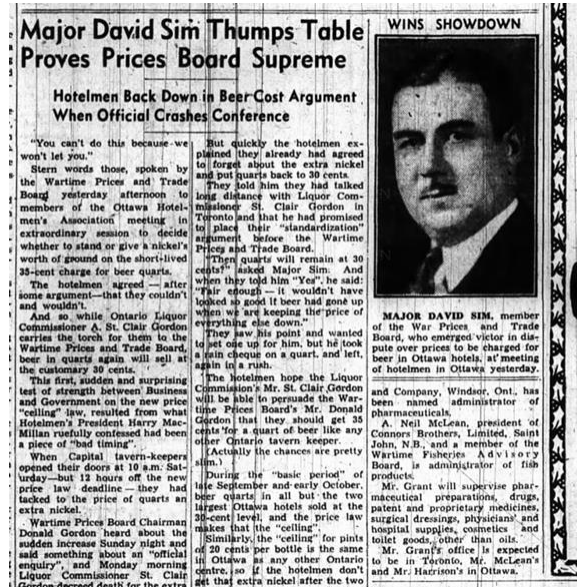 Major David Sim Thumps Table
Proves Prices Board Supreme
Hotelmen Back Down in Beer Cost Argument
When Official Crashes Conference
"You can't do this because we
won't let you."
Stern words those, spoken by
the Wartime Prices and Trade
Board yesterday afternoon to
members of the Ottawa Hotel-
men's Association meeting in
extraordinary session to decide
whether to stand or give a nickel's
worth of ground on the short-lived
35-cent charge for beer quarts.
The hotelmen agreed — after
some argument—that they couldn't
and wouldn't.
And so while Ontario Liquor
Commissioner A. St. Clair Gordon
carries the torch for them to the
Wartime Prices and Trade Board,
beer in quarts again will sell at
the customary 30 cents.
This first, sudden and surprising
test of strength between Business
and Government on the new price
"ceiling" law, resulted from what
Hotelmen's President Harry Mac-
Millan ruefully confessed had been
a piece of "bad timing".
When Capital tavern-keepers
opened their doors at 10 a.m. Sat-
urday—but 12 hours off the new
price law deadline — they had
tacked to the price of quarts an
extra nickel.
Wartime Prices Board Chairman
Donald Gordon heard about the
sudden increase Sunday night and
said something about an "official
enquiry", and Monday morning
Liquor Commissioner St. Clair
Gordon decreed death for the extra
But quickly the hotelmen ex-
plained they already had agreed
to forget about the extra nickel
and put quarts back to 30 cents.
They told him they had talked
long distance with Liquor Com-
missioner St. Clair Gordon in
Toronto and that he had promised
to place their "standardization"
argument before the Wartime
Prices and Trade Board.
"Then quarts will remain at 30
cents?" asked Major Sim. And
when they told him "Yes", he said:
"Fair enough — it wouldn't have
looked so good if beer had gone up
when we are keeping the price of
everything else down."
They saw his point and wanted
to set one up for him, but he took
a rain cheque on a quart, and left,
again in a rush.
The hotelmen hope the Liquor
Commission's Mr. St. Clair Gordon
will be able to persuade the War-
time Prices Board's Mr. Donald
Gordon that they should get 35
cents for a quart of beer like any
other Ontario tavern keeper.
(Actually the chances are pretty
slim.)
During the "basic period" of
late September and early October,
beer quarts in all but the two
largest Ottawa hotels sold at the
30-cent level, and the price law
makes that the "ceiling".
Similarly, the "ceiling" for pints
of 20 cents per bottle is the same
in Ottawa as any other Ontario
centre, so if the hotelmen don't
get that extra nickel after the two
WINS SHOWDOWN
MAJOR DAVID SIM, member
of the War Prices and Trade
Board, who emerged victor in dis-
pute over prices to be charged for
beer in Ottawa hotels, at meeting
of hotelmen in Ottawa yesterday.
and Company, Windsor, Ont., has
been named administrator of
pharmaceuticals.
A. Neil McLean, president of
Connors Brothers, Limited, Saint
John, N.B., and a member of the
Wartime Fisheries Advisory
Board, is administrator of fish
products.
Mr. Grant will supervise phar-
maceutical preparations, drugs,
patent and proprietary medicines,
surgical dressings, physicians' and
hospital supplies, cosmetics and
toilet goods, other than oils.
Mr. Grant's office is expected
to be in Toronto, Mr. McLean's
and Mr. Harrison's in Ottawa.